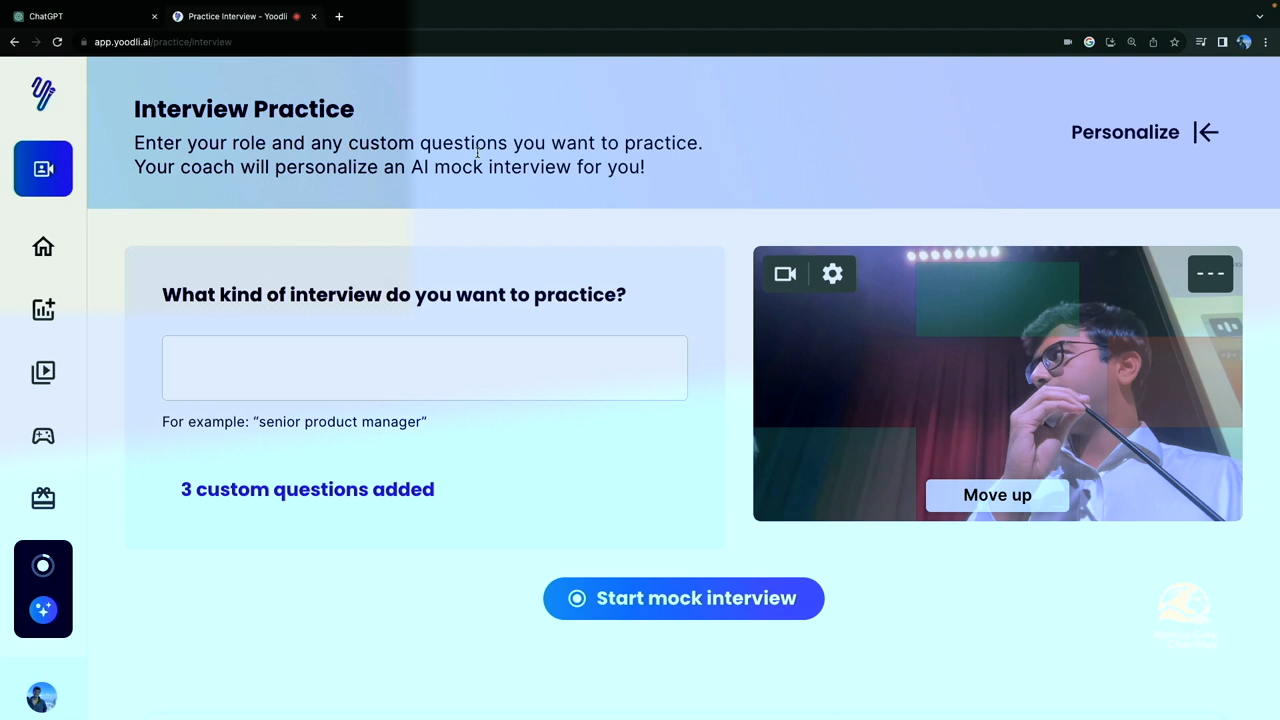 ChatGPT
Practice Interview - Yoodli
app.yoodli.ai/practice/interview
Interview Practice
Enter your role and any custom questions you want to practice.
Your coach will personalize an AI mock interview for you!
Personalize
What kind of interview do you want to practice?
For example: “senior product manager”
3 custom questions added
Move up
Start mock interview